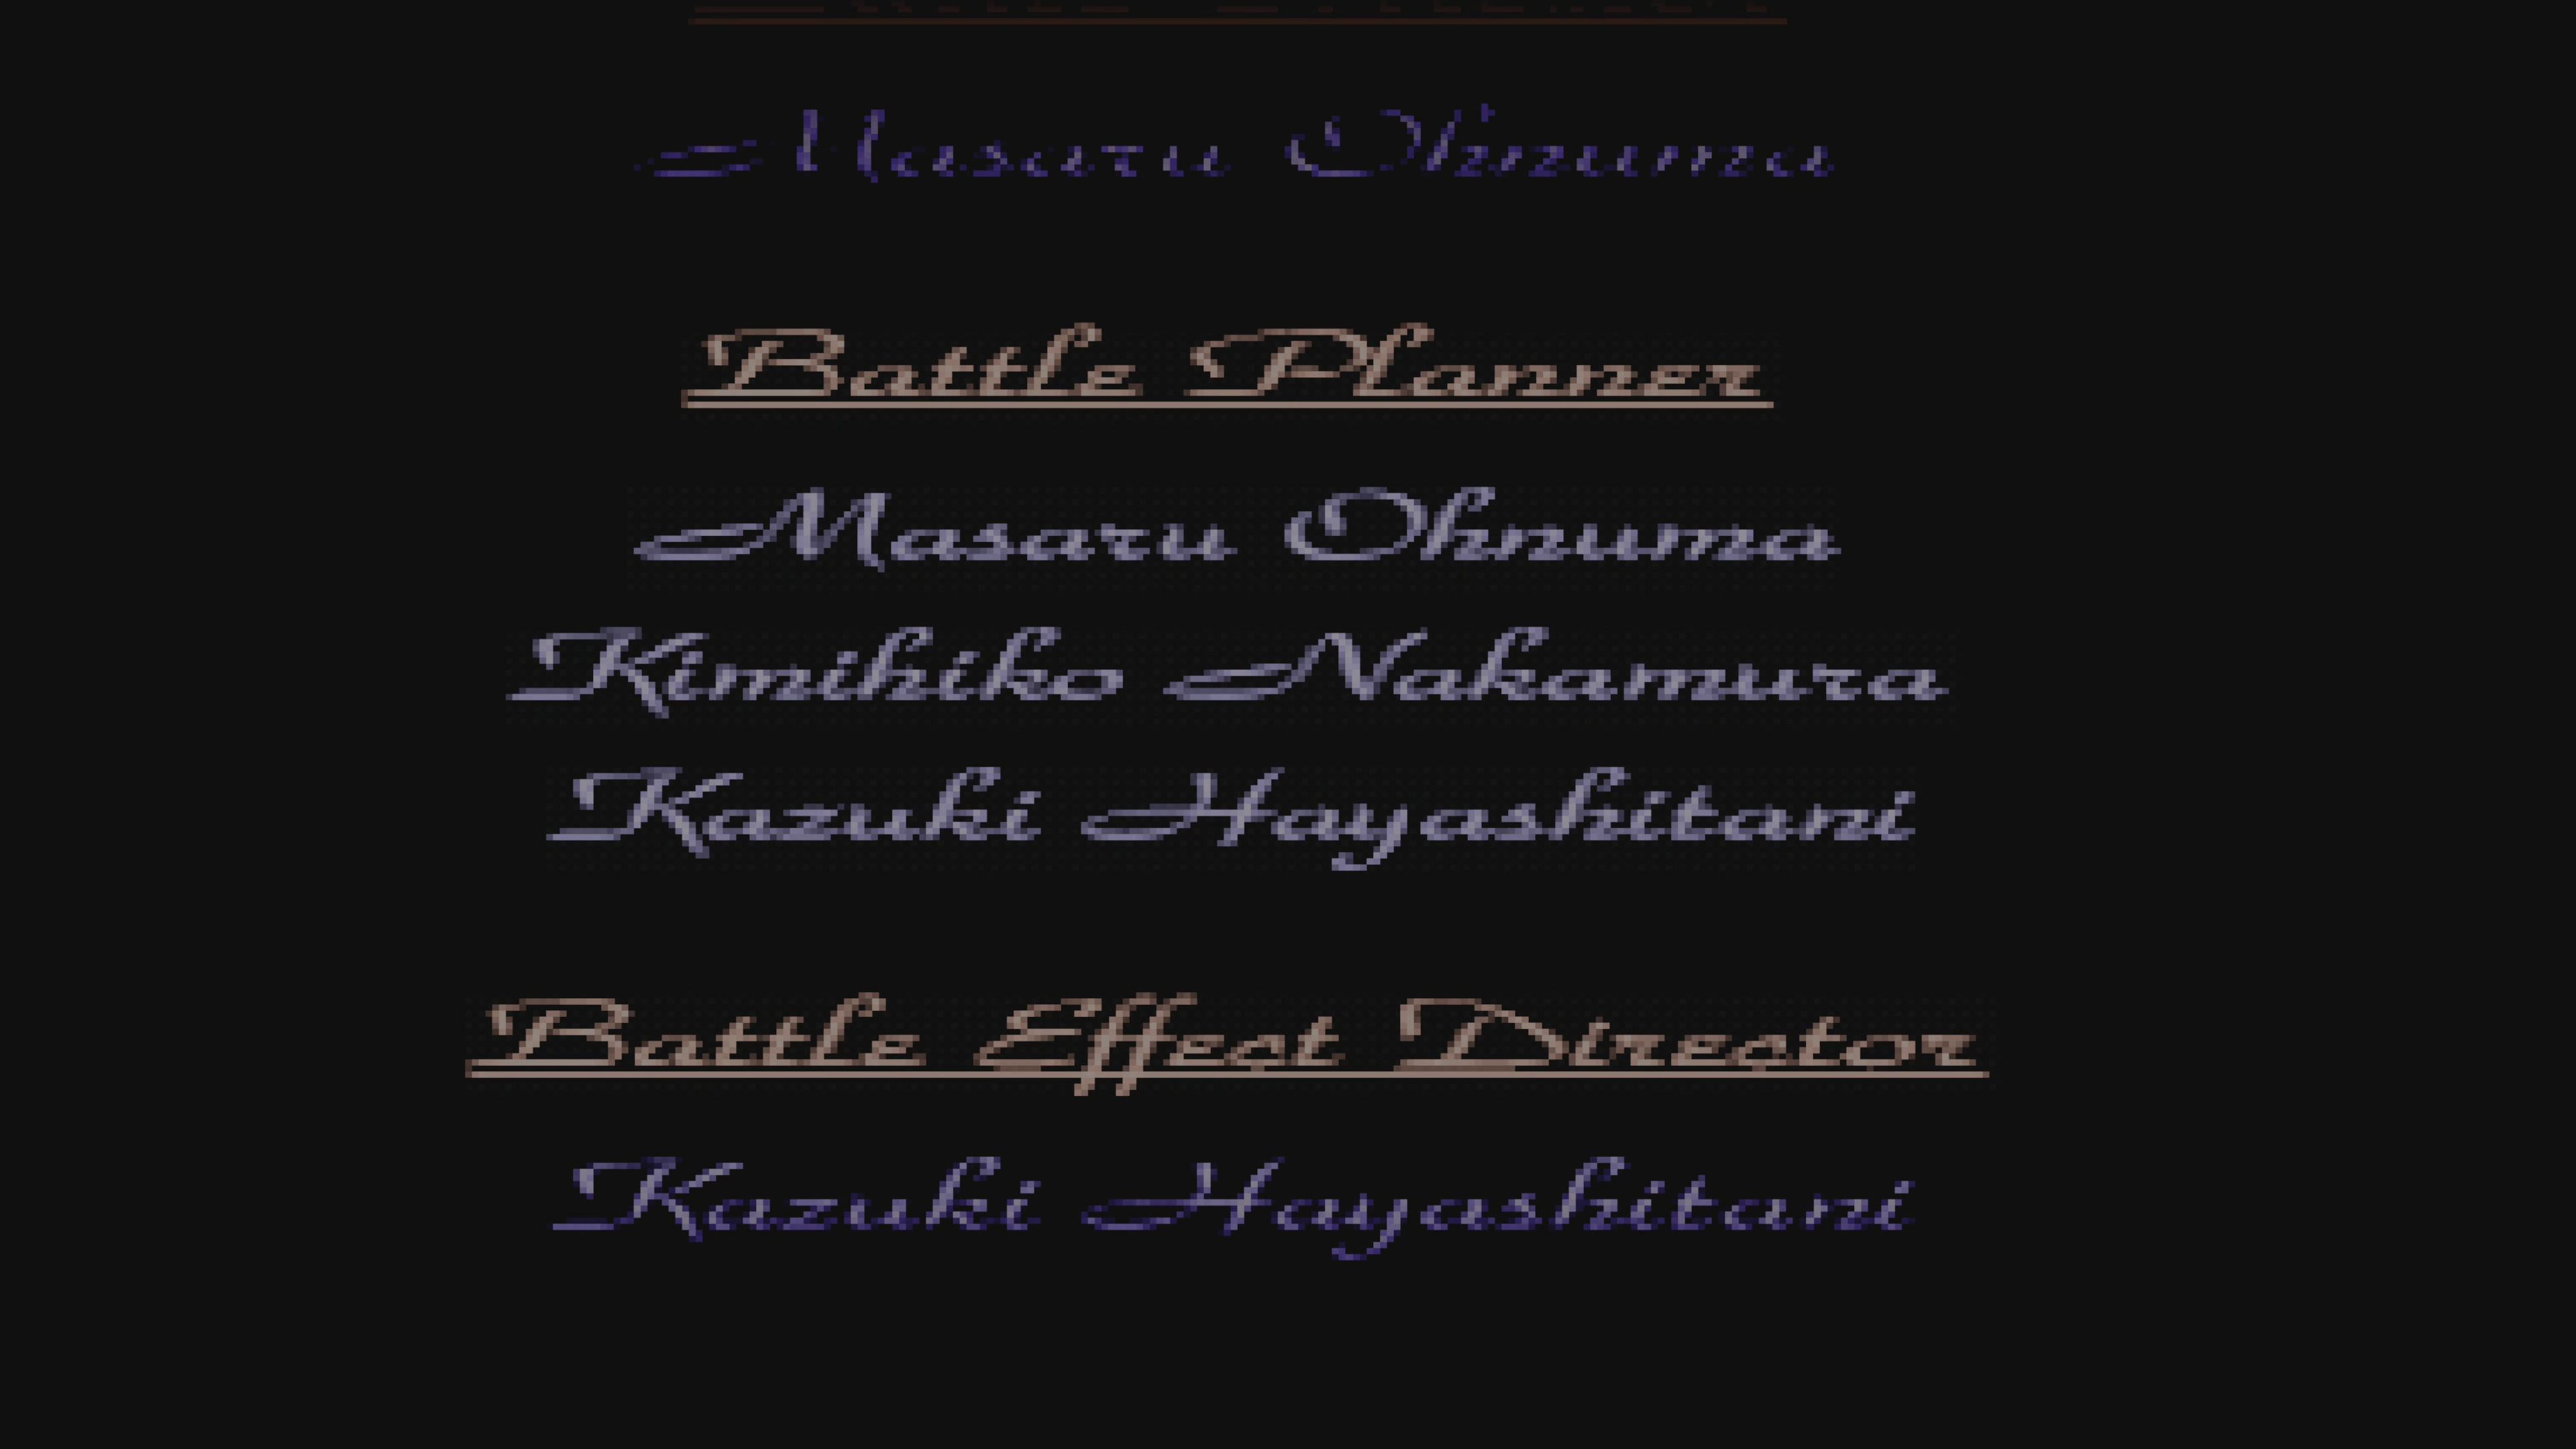 Masaru Ohnuma
Battle Planner
Masaru Ohnuma
Kimihiko Nakamura
Kazuki Hayashitani
Battle Effect Director
Kazuki Hayashitani